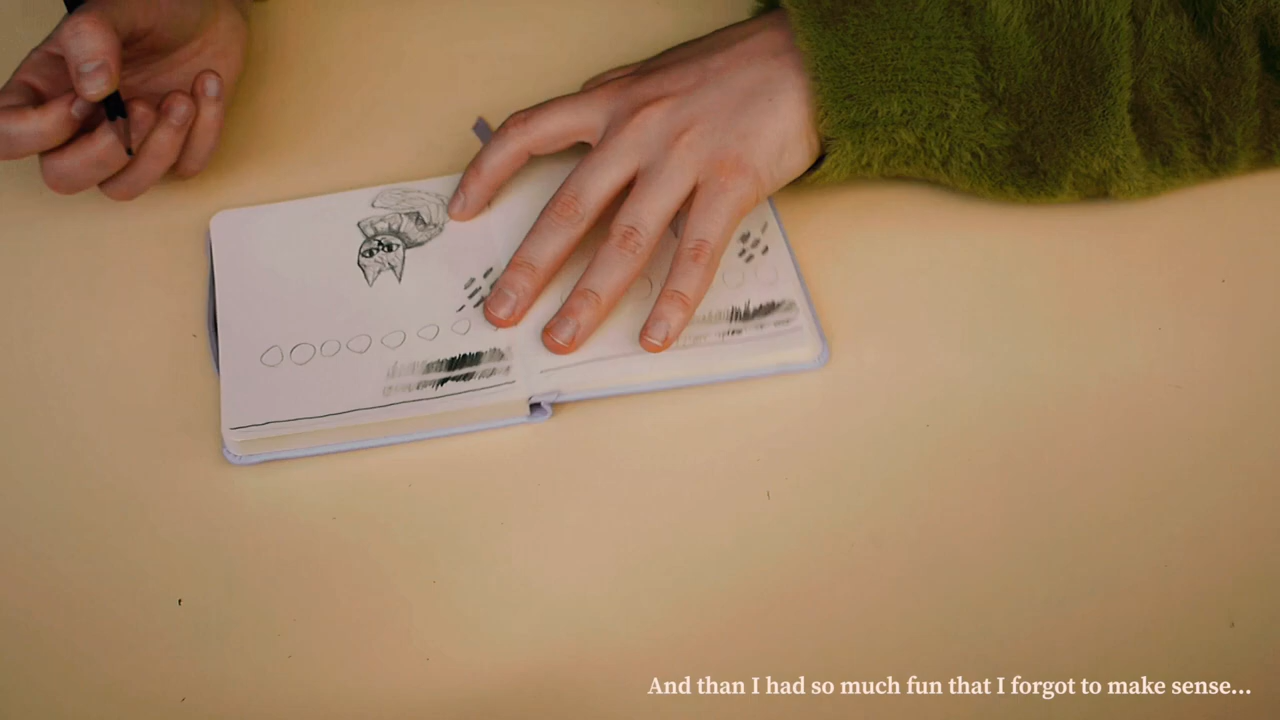 And than I had so much fun that I forgot to make sense...